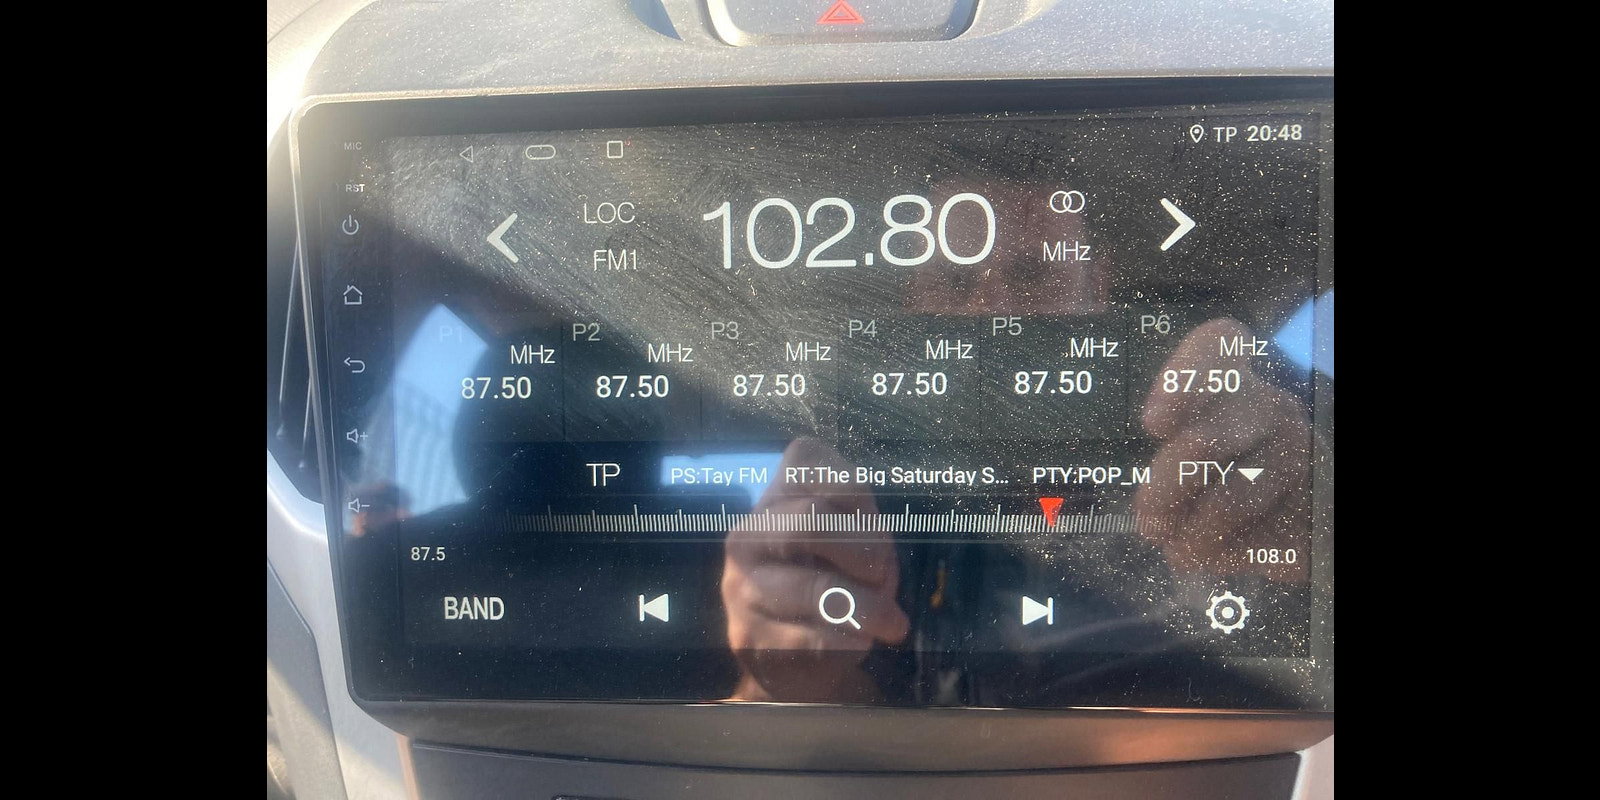 MIC
TP 20:48
RST
LOC 102.80
FM1 MHz
P1 P2 P3 P4 P5 P6
MHz MHz MHz MHz MHz MHz
87.50 87.50 87.50 87.50 87.50 87.50
TP PS:Tay FM RT:The Big Saturday S... PTY:POP_M PTY
87.5 108.0
BAND